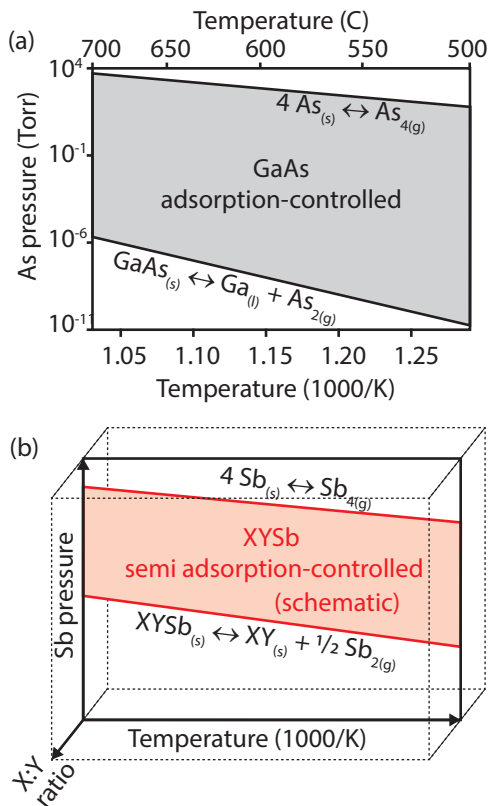 (a)
Temperature (C)
700 650 600 550 500
10⁴
10⁻¹
10⁻⁶
10⁻¹¹
As pressure (Torr)
4 As(s) ↔ As4(g)
GaAs
adsorption-controlled
GaAs(s) ↔ Ga(l) + As2(g)
1.05 1.10 1.15 1.20 1.25
Temperature (1000/K)
(b)
Sb pressure
4 Sb(s) ↔ Sb4(g)
XYSb
semi adsorption-controlled
(schematic)
XYSb(s) ↔ XY(s) + ½ Sb2(g)
Temperature (1000/K)
X:Y
ratio